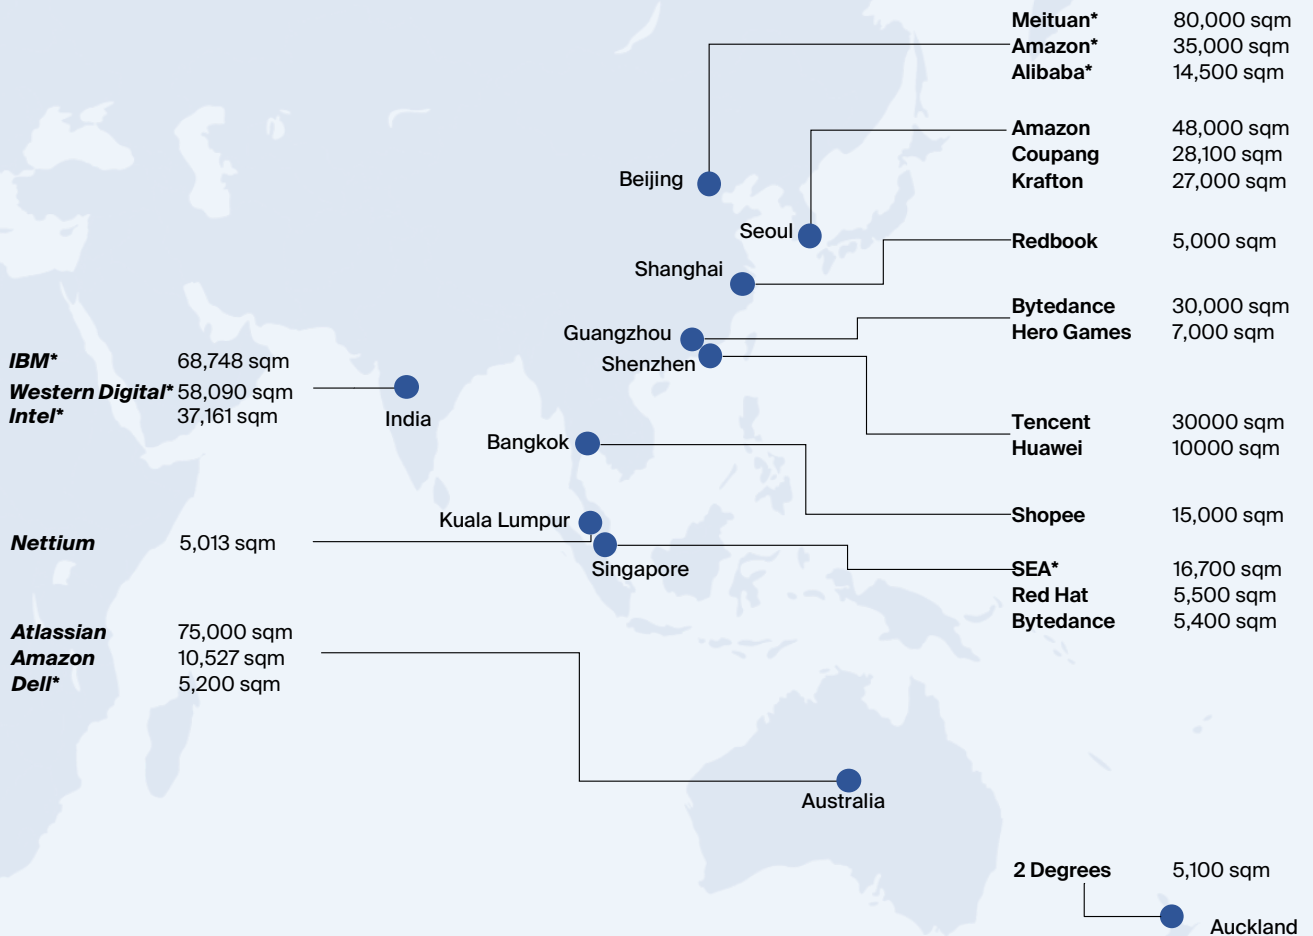 Meituan* 80,000 sqm
Amazon* 35,000 sqm
Alibaba* 14,500 sqm
Beijing
Amazon 48,000 sqm
Coupang 28,100 sqm
Krafton 27,000 sqm
Seoul
Redbook 5,000 sqm
Shanghai
Bytedance 30,000 sqm
Hero Games 7,000 sqm
Guangzhou
Shenzhen
IBM* 68,748 sqm
Western Digital* 58,090 sqm
Intel* 37,161 sqm
India
Tencent 30000 sqm
Huawei 10000 sqm
Bangkok
Shopee 15,000 sqm
Kuala Lumpur
Nettium 5,013 sqm
Singapore
SEA* 16,700 sqm
Red Hat 5,500 sqm
Bytedance 5,400 sqm
Atlassian 75,000 sqm
Amazon 10,527 sqm
Dell* 5,200 sqm
Australia
2 Degrees 5,100 sqm
Auckland